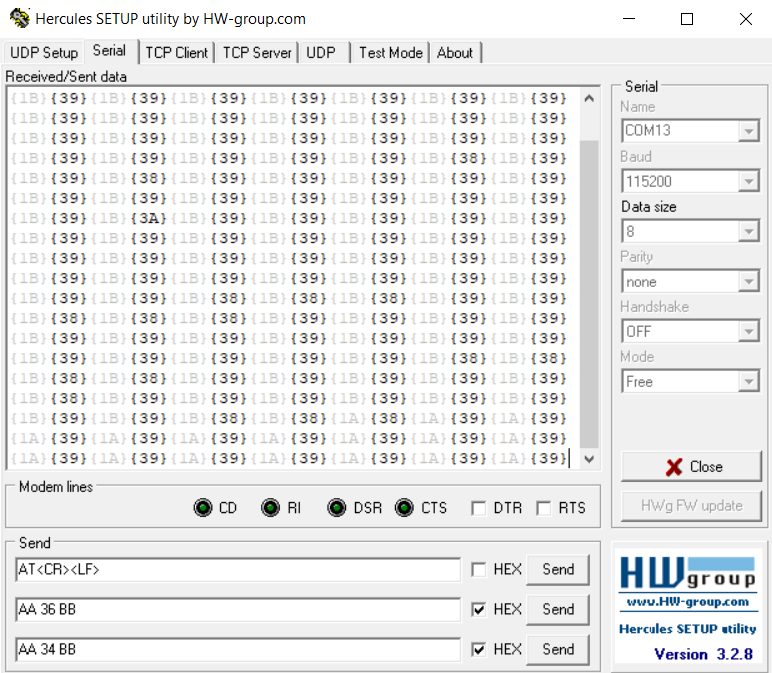 Hercules SETUP utility by HW-group.com
UDP Setup Serial TCP Client TCP Server UDP Test Mode About
Received/Sent data
{1B}{39}{1B}{39}{1B}{39}{1B}{39}{1B}{39}{1B}{39}{1B}{39}
{1B}{39}{1B}{39}{1B}{39}{1B}{39}{1B}{39}{1B}{39}{1B}{39}
{1B}{39}{1B}{39}{1B}{39}{1B}{39}{1B}{39}{1B}{39}{1B}{39}
{1B}{39}{1B}{39}{1B}{39}{1B}{39}{1B}{39}{1B}{38}{1B}{39}
{1B}{38}{1B}{38}{1B}{39}{1B}{39}{1B}{39}{1B}{39}{1B}{39}
{1B}{39}{1B}{39}{1B}{39}{1B}{39}{1B}{39}{1B}{39}{1B}{39}
{1B}{39}{1B}{3A}{1B}{39}{1B}{39}{1B}{39}{1B}{39}{1B}{39}
{1B}{39}{1B}{39}{1B}{39}{1B}{39}{1B}{39}{1B}{39}{1B}{39}
{1B}{39}{1B}{39}{1B}{39}{1B}{39}{1B}{39}{1B}{39}{1B}{39}
{1B}{39}{1B}{39}{1B}{39}{1B}{39}{1B}{39}{1B}{39}{1B}{39}
{1B}{39}{1B}{39}{1B}{38}{1B}{38}{1B}{38}{1B}{39}{1B}{39}
{1B}{38}{1B}{38}{1B}{38}{1B}{38}{1B}{39}{1B}{39}{1B}{39}
{1B}{39}{1B}{39}{1B}{39}{1B}{39}{1B}{39}{1B}{39}{1B}{39}
{1B}{39}{1B}{39}{1B}{39}{1B}{39}{1B}{39}{1B}{38}{1B}{38}
{1B}{38}{1B}{38}{1B}{39}{1B}{39}{1B}{39}{1B}{39}{1B}{39}
{1B}{38}{1B}{39}{1B}{39}{1B}{39}{1B}{39}{1B}{39}{1B}{39}
{1B}{39}{1B}{39}{1B}{38}{1B}{38}{1A}{38}{1A}{39}{1A}{39}
{1A}{39}{1A}{39}{1A}{39}{1A}{39}{1A}{39}{1A}{39}{1A}{39}
{1A}{39}{1A}{39}{1A}{39}{1A}{39}{1A}{39}{1A}{39}{1A}{39}
Serial
Name
COM13
Baud
115200
Data size
8
Parity
none
Handshake
OFF
Mode
Free
Close
HWg FW update
Modem lines
CD RI DSR CTS DTR RTS
Send
AT<CR><LF> HEX Send
AA 36 BB HEX Send
AA 34 BB HEX Send
HW group
www.HW-group.com
Hercules SETUP utility
Version 3.2.8